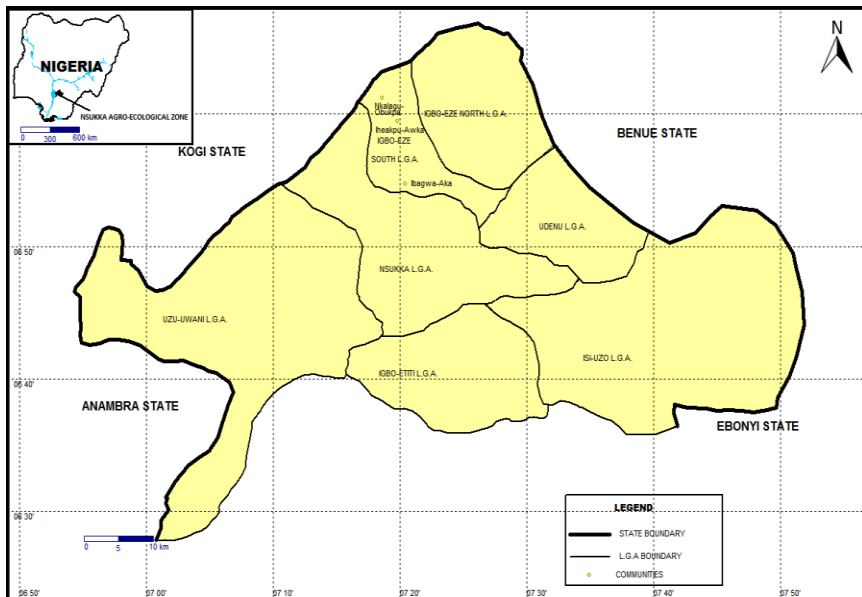 NIGERIA
NSUKKA AGRO-ECOLOGICAL ZONE
0 300 600 km
N
KOGI STATE
BENUE STATE
Nkalagu-
Obukpa
IGBO-EZE NORTH L.G.A.
Iheakpu-Awka
IGBO-EZE
SOUTH L.G.A.
Ibagwa-Aka
UDENU L.G.A.
06 50'
NSUKKA L.G.A.
UZU-UWANI L.G.A.
ISI-UZO L.G.A.
IGBO-ETITI L.G.A.
06 40'
ANAMBRA STATE
EBONYI STATE
06 30'
0 5 10 km
LEGEND
STATE BOUNDARY
L.G.A BOUNDARY
COMMUNITIES
06 50' 07 00' 07 10' 07 20' 07 30' 07 40' 07 50'